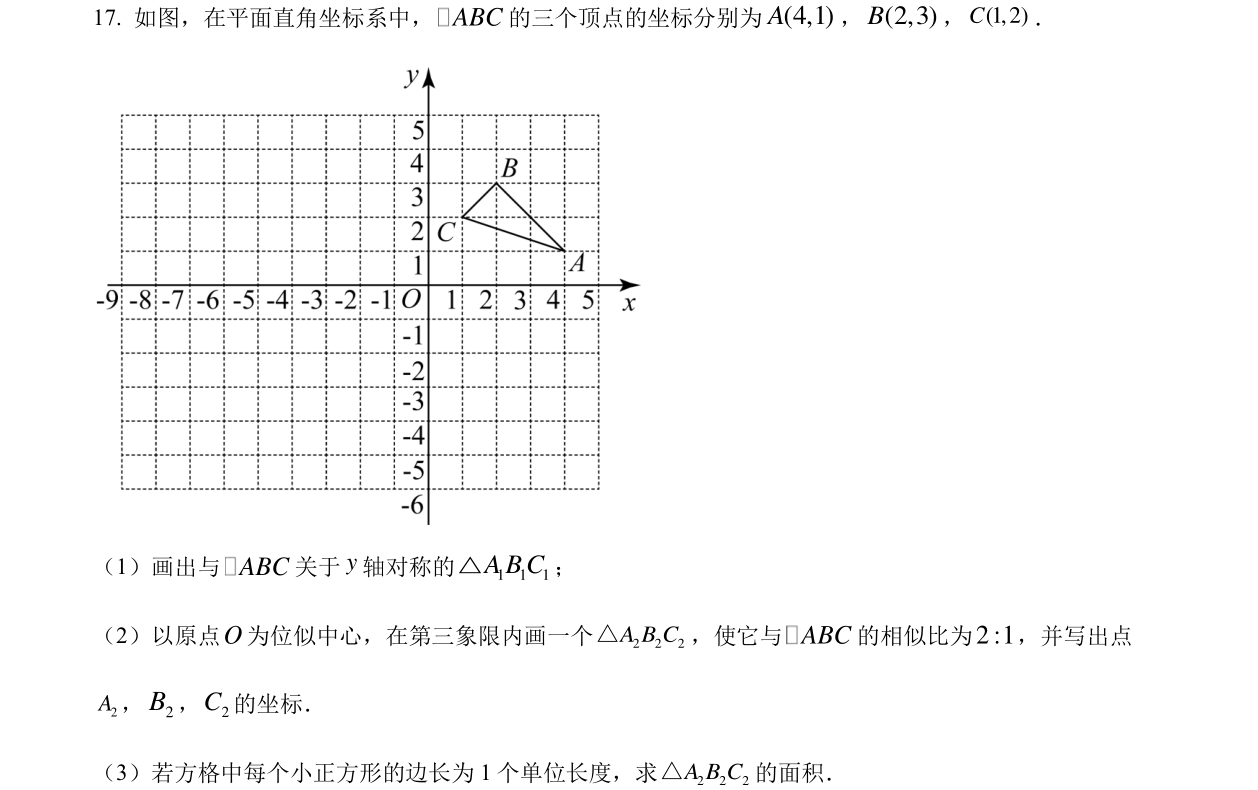 17. 如图，在平面直角坐标系中，□ABC 的三个顶点的坐标分别为 A(4,1)，B(2,3)，C(1,2)．
y
5
4 B
3
2 C
1 A
-9 -8 -7 -6 -5 -4 -3 -2 -1 O 1 2 3 4 5 x
-1
-2
-3
-4
-5
-6
（1）画出与□ABC 关于 y 轴对称的△A₁B₁C₁；
（2）以原点 O 为位似中心，在第三象限内画一个△A₂B₂C₂，使它与□ABC 的相似比为 2:1，并写出点
A₂，B₂，C₂ 的坐标．
（3）若方格中每个小正方形的边长为 1 个单位长度，求△A₂B₂C₂ 的面积．